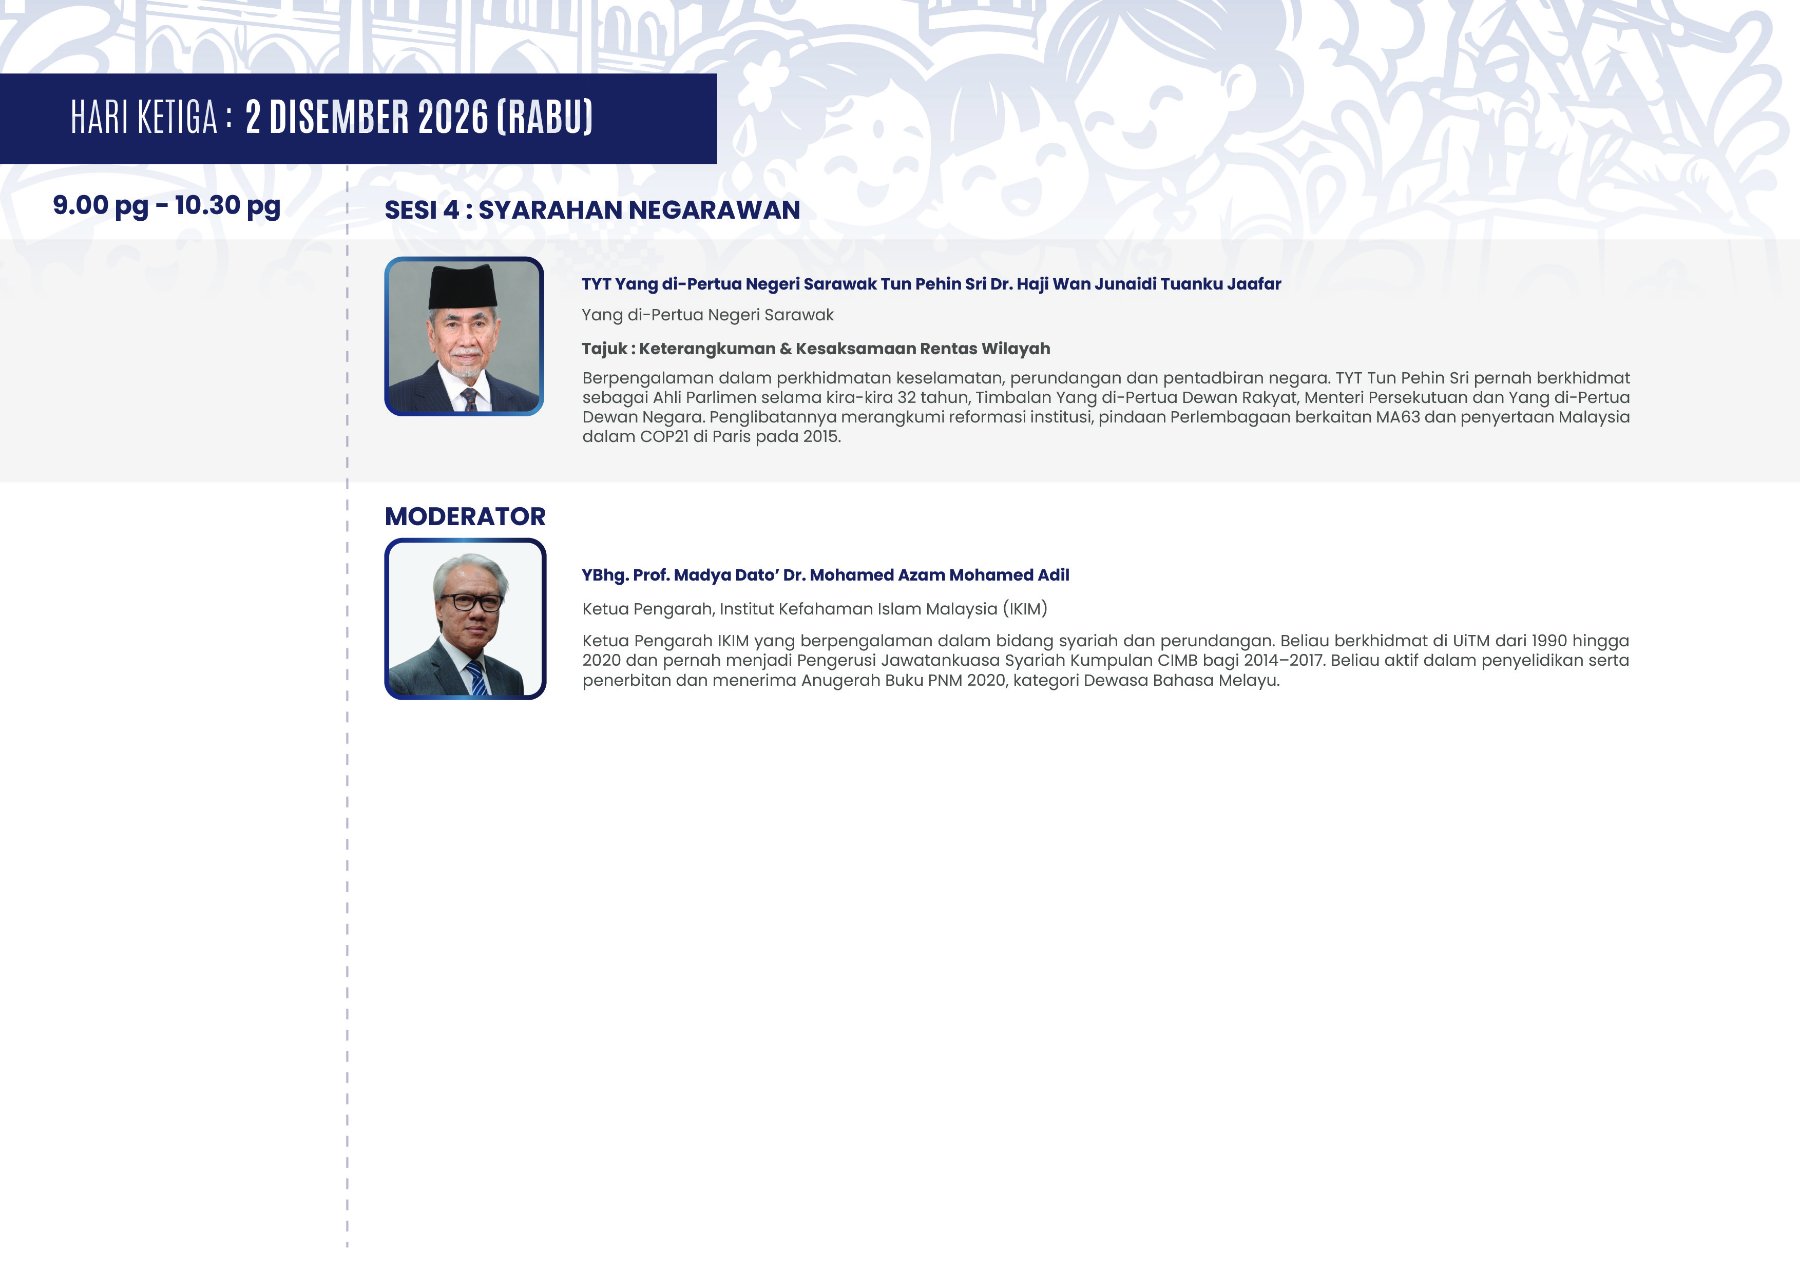 HARI KETIGA : 2 DISEMBER 2026 (RABU)
9.00 pg - 10.30 pg
SESI 4 : SYARAHAN NEGARAWAN
TYT Yang di-Pertua Negeri Sarawak Tun Pehin Sri Dr. Haji Wan Junaidi Tuanku Jaafar
Yang di-Pertua Negeri Sarawak
Tajuk : Keterangkuman & Kesaksamaan Rentas Wilayah
Berpengalaman dalam perkhidmatan keselamatan, perundangan dan pentadbiran negara. TYT Tun Pehin Sri pernah berkhidmat
sebagai Ahli Parlimen selama kira-kira 32 tahun, Timbalan Yang di-Pertua Dewan Rakyat, Menteri Persekutuan dan Yang di-Pertua
Dewan Negara. Penglibatannya merangkumi reformasi institusi, pindaan Perlembagaan berkaitan MA63 dan penyertaan Malaysia
dalam COP21 di Paris pada 2015.
MODERATOR
YBhg. Prof. Madya Dato’ Dr. Mohamed Azam Mohamed Adil
Ketua Pengarah, Institut Kefahaman Islam Malaysia (IKIM)
Ketua Pengarah IKIM yang berpengalaman dalam bidang syariah dan perundangan. Beliau berkhidmat di UiTM dari 1990 hingga
2020 dan pernah menjadi Pengerusi Jawatankuasa Syariah Kumpulan CIMB bagi 2014–2017. Beliau aktif dalam penyelidikan serta
penerbitan dan menerima Anugerah Buku PNM 2020, kategori Dewasa Bahasa Melayu.